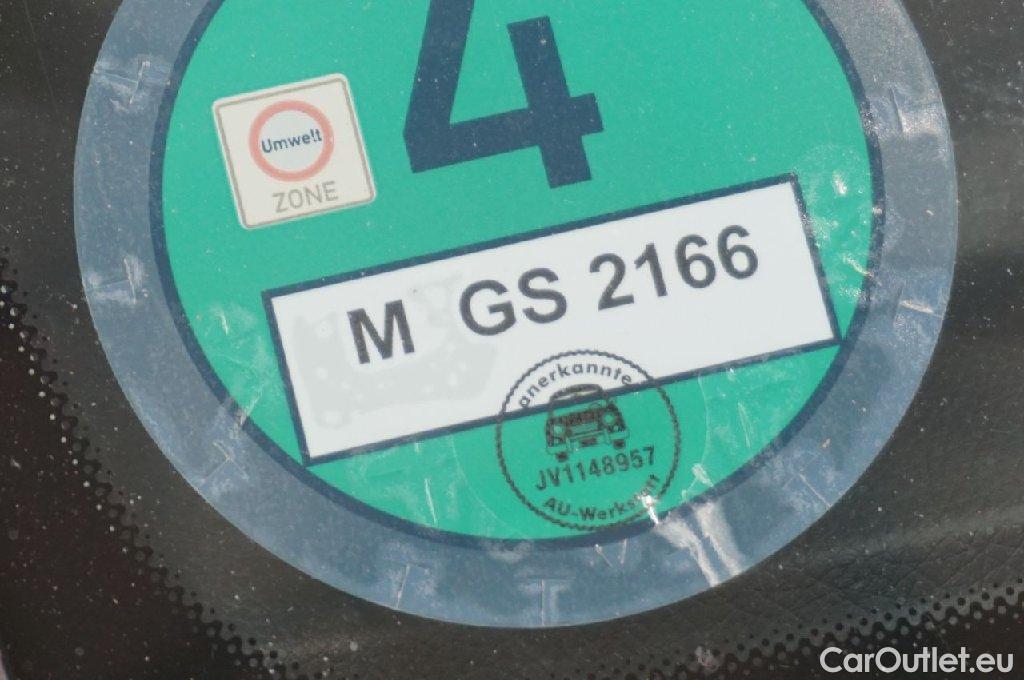 4
Umwelt
ZONE
M GS 2166
anerkannte
JV1148957
AU-Werkstatt
CarOutlet.eu